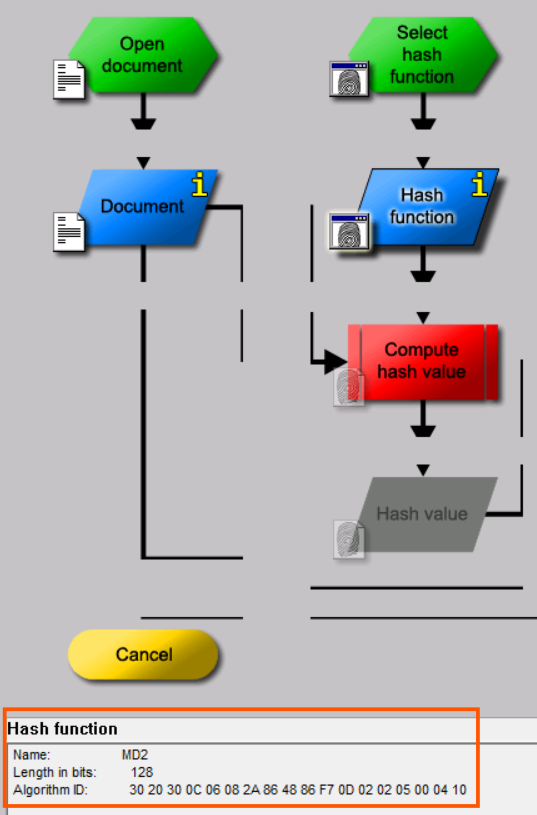 Open
document
Select
hash
function
Document
i
Hash
function
i
Compute
hash value
Hash value
Cancel
Hash function
Name: MD2
Length in bits: 128
Algorithm ID: 30 20 30 0C 06 08 2A 86 48 86 F7 0D 02 02 05 00 04 10